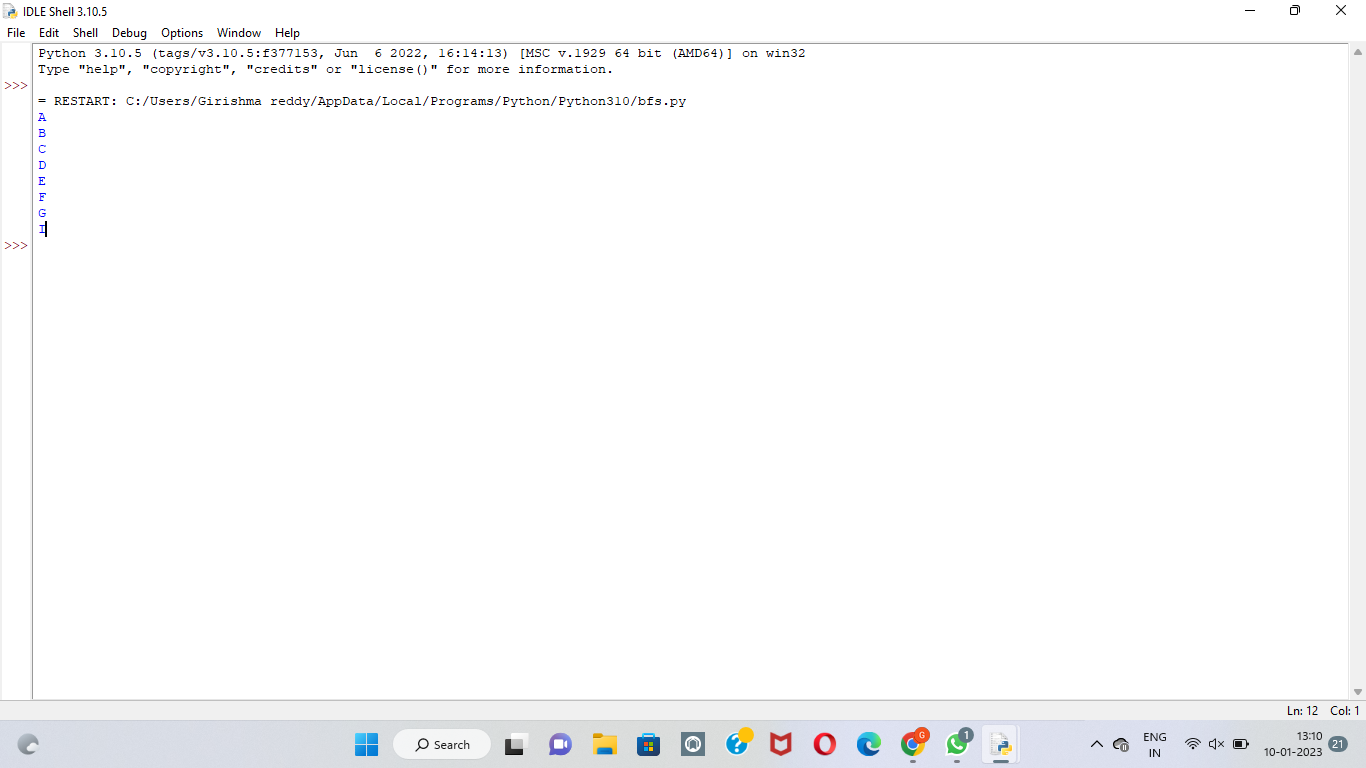 IDLE Shell 3.10.5
File Edit Shell Debug Options Window Help
Python 3.10.5 (tags/v3.10.5:f377153, Jun  6 2022, 16:14:13) [MSC v.1929 64 bit (AMD64)] on win32
Type "help", "copyright", "credits" or "license()" for more information.
>>>
= RESTART: C:/Users/Girishma reddy/AppData/Local/Programs/Python/Python310/bfs.py
A
B
C
D
E
F
G
I
>>>
Ln: 12 Col: 1
Search G 1 ENG IN 13:10 10-01-2023 21